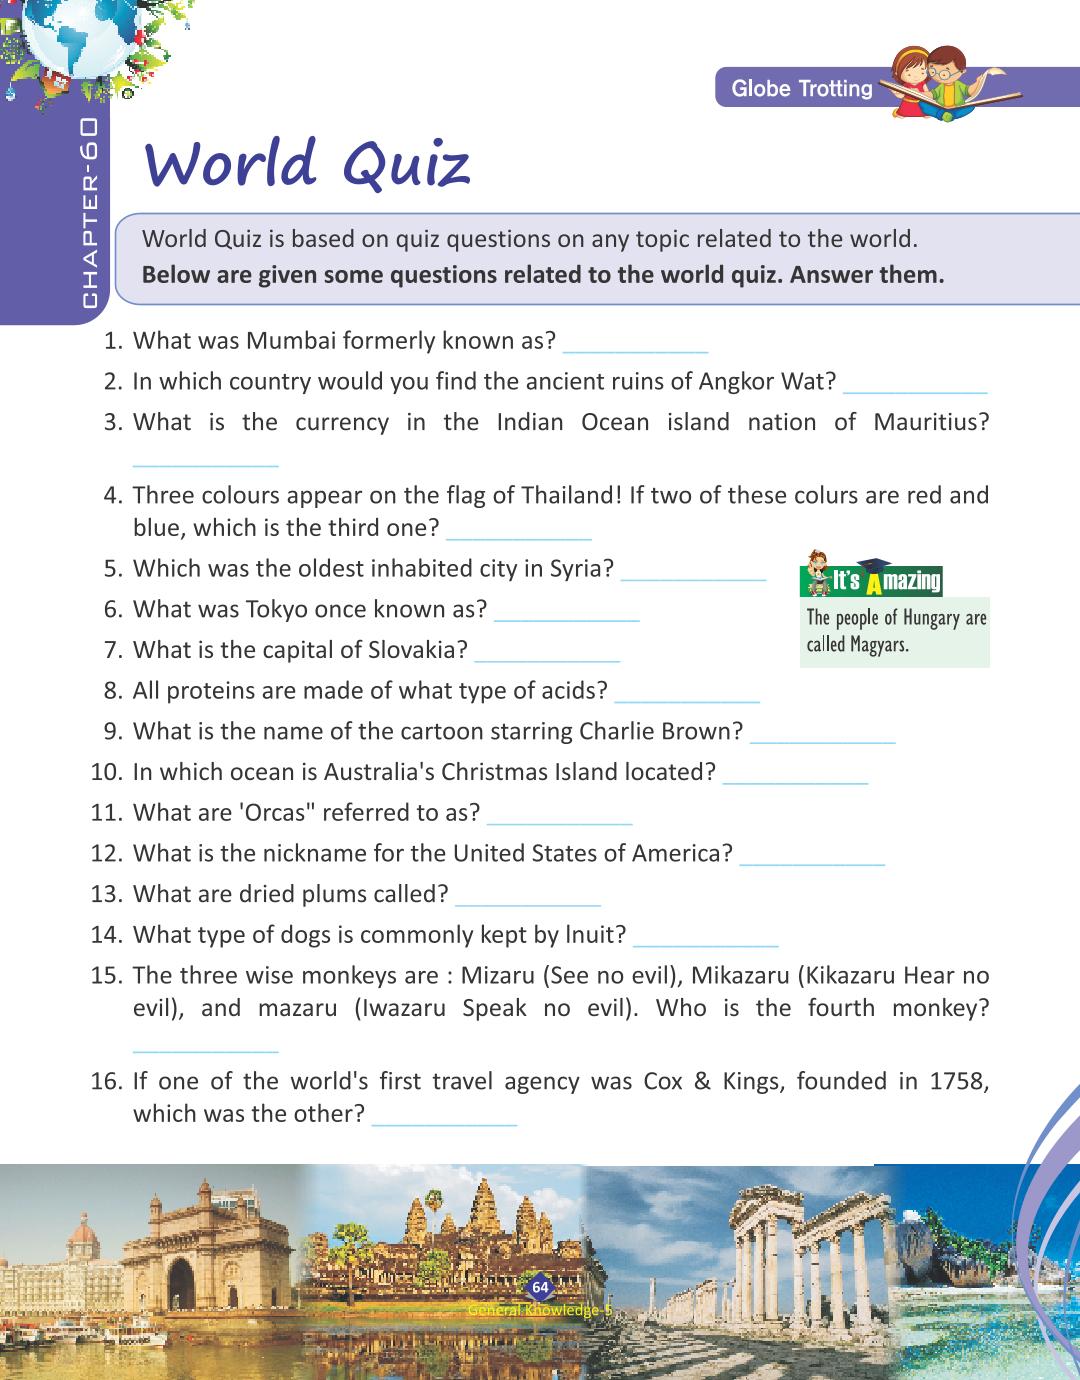 Globe Trotting
CHAPTER-60
World Quiz
World Quiz is based on quiz questions on any topic related to the world.
Below are given some questions related to the world quiz. Answer them.
1. What was Mumbai formerly known as? ___________
2. In which country would you find the ancient ruins of Angkor Wat? ___________
3. What is the currency in the Indian Ocean island nation of Mauritius?
___________
4. Three colours appear on the flag of Thailand! If two of these colurs are red and
blue, which is the third one? ___________
5. Which was the oldest inhabited city in Syria? ___________
6. What was Tokyo once known as? ___________
7. What is the capital of Slovakia? ___________
It's Amazing
The people of Hungary are
called Magyars.
8. All proteins are made of what type of acids? ___________
9. What is the name of the cartoon starring Charlie Brown? ___________
10. In which ocean is Australia's Christmas Island located? ___________
11. What are 'Orcas" referred to as? ___________
12. What is the nickname for the United States of America? ___________
13. What are dried plums called? ___________
14. What type of dogs is commonly kept by lnuit? ___________
15. The three wise monkeys are : Mizaru (See no evil), Mikazaru (Kikazaru Hear no
evil), and mazaru (Iwazaru Speak no evil). Who is the fourth monkey?
___________
16. If one of the world's first travel agency was Cox & Kings, founded in 1758,
which was the other? ___________
64
General Knowledge-5